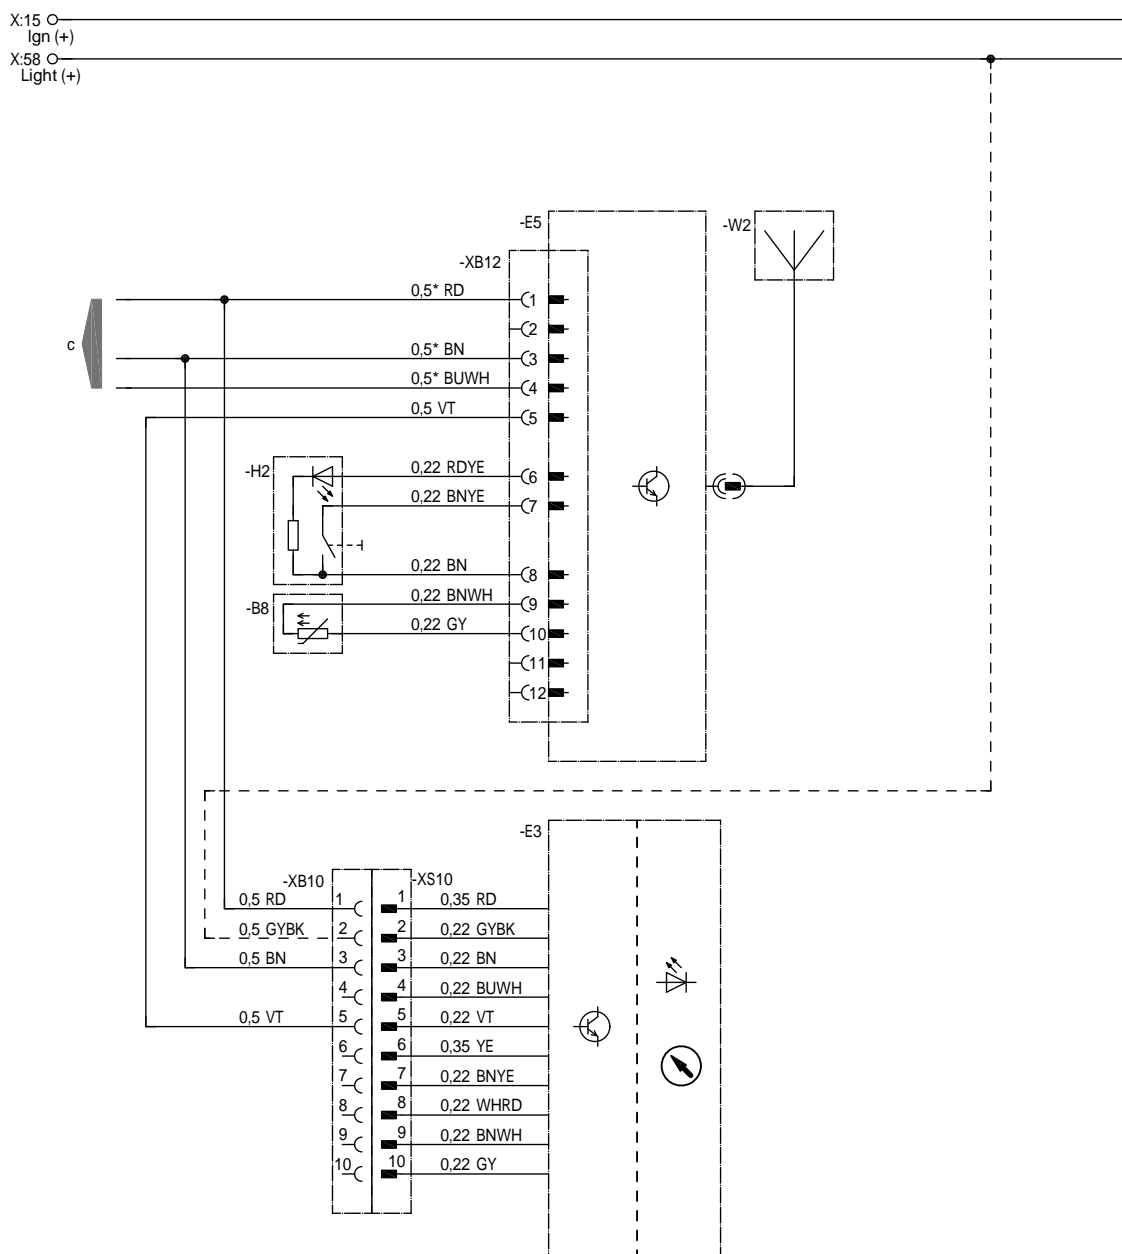 X:15
Ign (+)
X:58
Light (+)
-E5
-W2
-XB12
0,5* RD 1
2
c
0,5* BN 3
0,5* BUWH 4
0,5 VT 5
-H2 0,22 RDYE 6
0,22 BNYE 7
0,22 BN 8
-B8 0,22 BNWH 9
0,22 GY 10
11
12
-E3
-XB10 -XS10
0,5 RD 1 1 0,35 RD
0,5 GYBK 2 2 0,22 GYBK
0,5 BN 3 3 0,22 BN
4 4 0,22 BUWH
0,5 VT 5 5 0,22 VT
6 6 0,35 YE
7 7 0,22 BNYE
8 8 0,22 WHRD
9 9 0,22 BNWH
10 10 0,22 GY